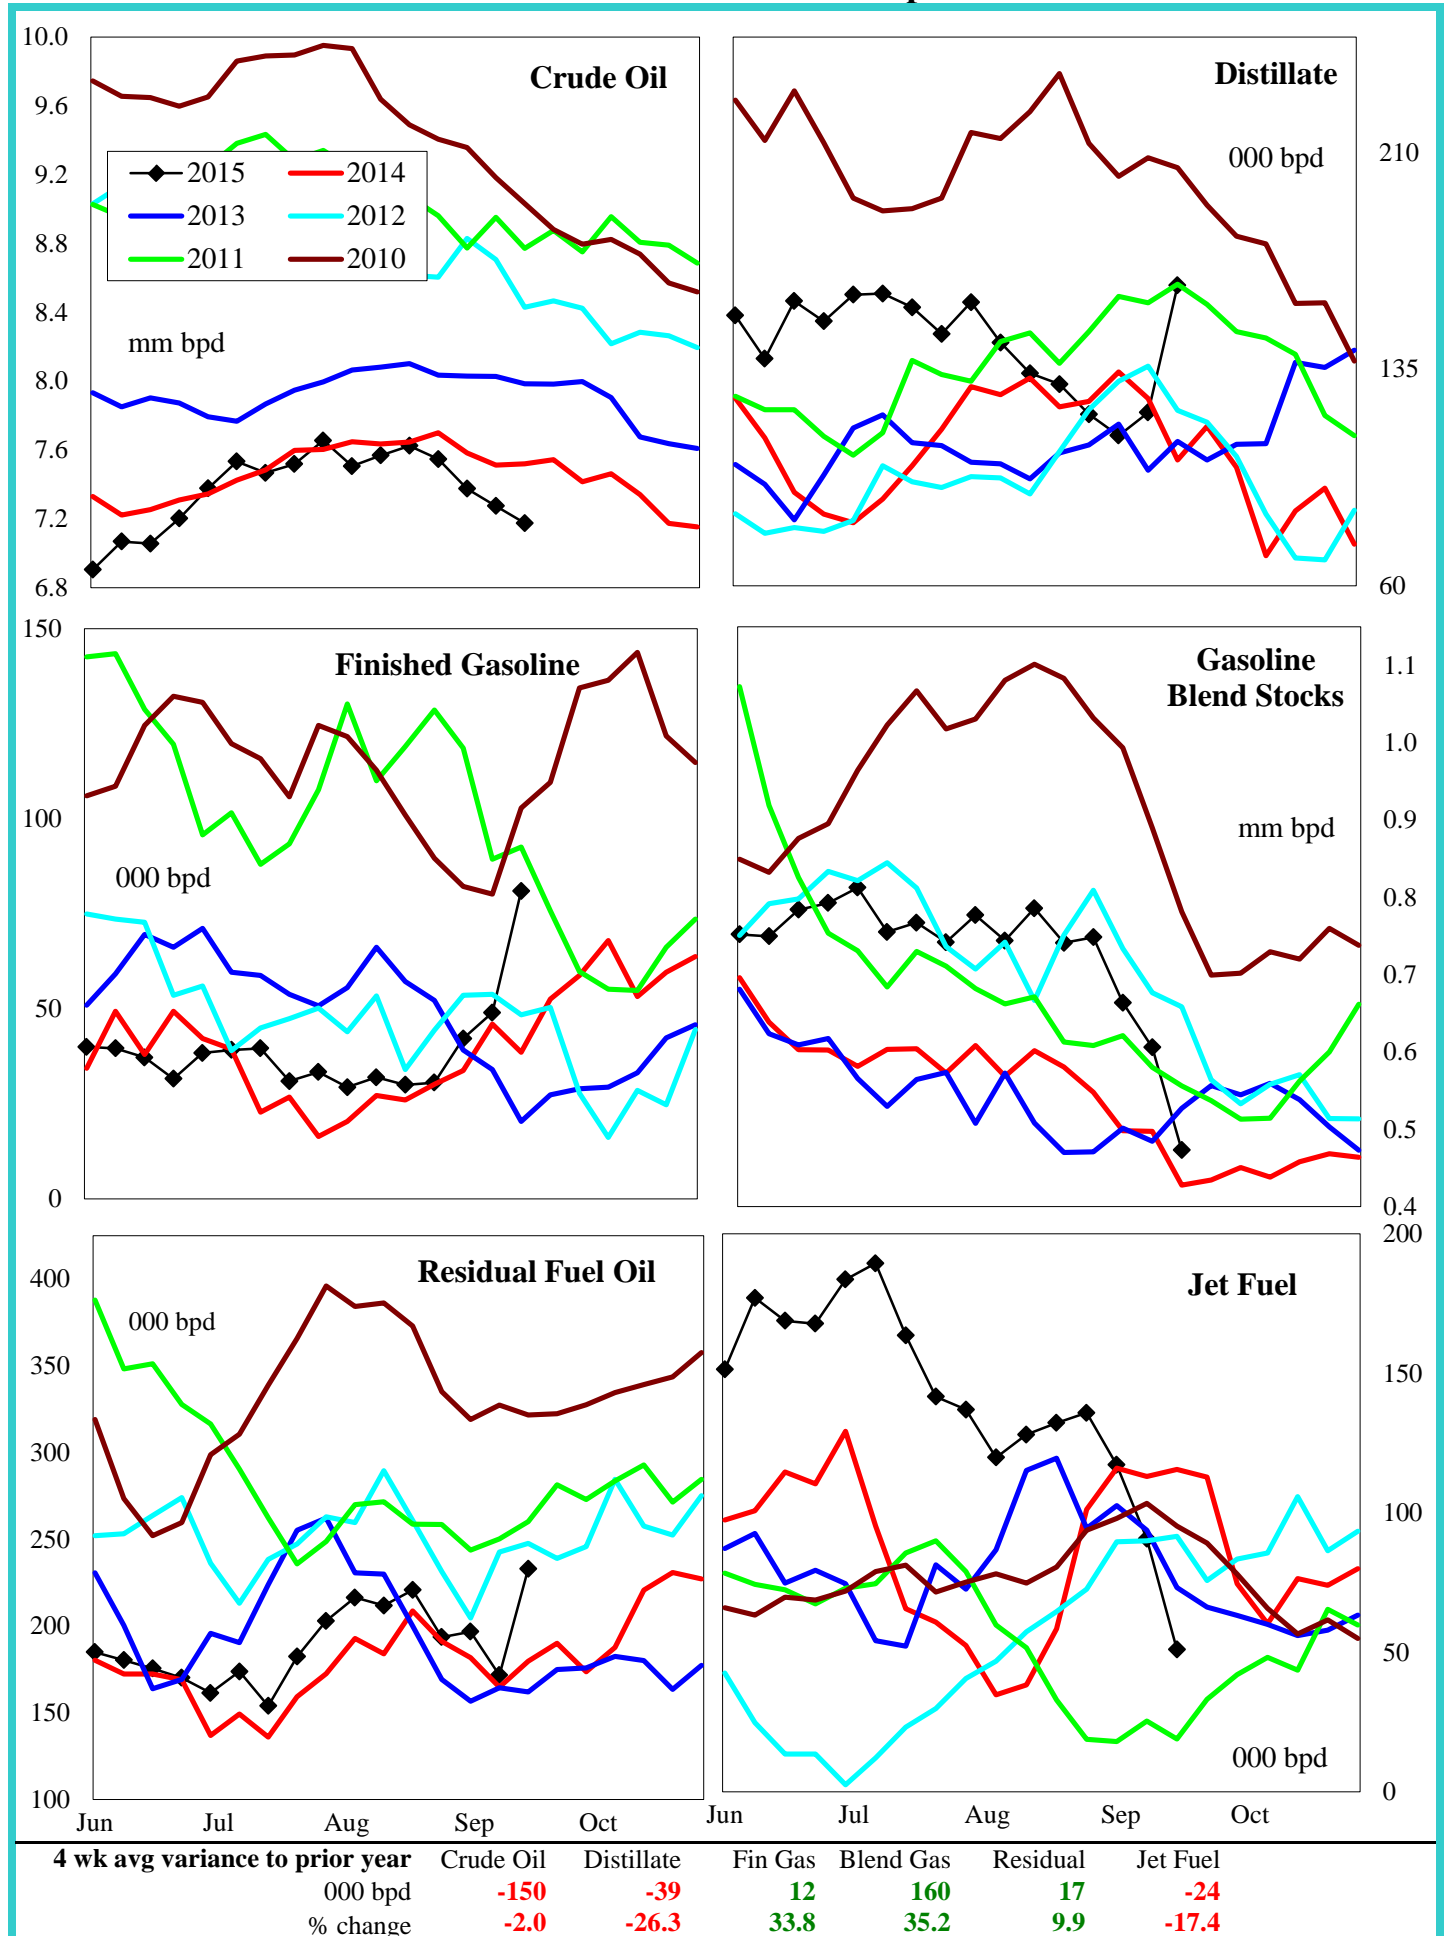 10.0
9.6
9.2
8.8
8.4
8.0
7.6
7.2
6.8
Crude Oil
2015
2014
2013
2012
2011
2010
mm bpd
Distillate
000 bpd
210
135
60
150
100
50
0
Finished Gasoline
000 bpd
Gasoline
Blend Stocks
mm bpd
1.1
1.0
0.9
0.8
0.7
0.6
0.5
0.4
400
350
300
250
200
150
100
Residual Fuel Oil
000 bpd
Jun Jul Aug Sep Oct
Jet Fuel
000 bpd
200
150
100
50
0
Jun Jul Aug Sep Oct
4 wk avg variance to prior year Crude Oil Distillate Fin Gas Blend Gas Residual Jet Fuel
000 bpd -150 -39 12 160 17 -24
% change -2.0 -26.3 33.8 35.2 9.9 -17.4